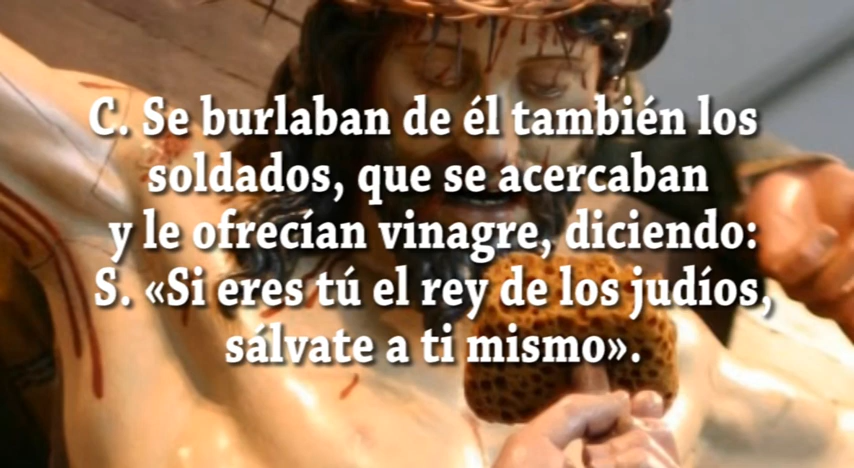 C. Se burlaban de él también los
soldados, que se acercaban
y le ofrecían vinagre, diciendo:
S. «Si eres tú el rey de los judíos,
sálvate a ti mismo».